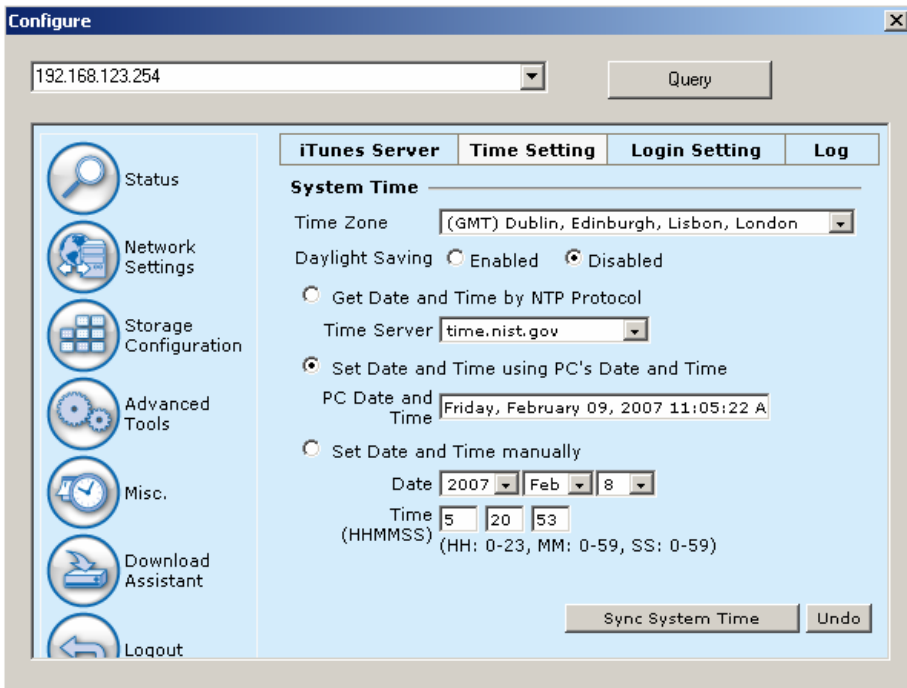 Configure
192.168.123.254
Query
Status
Network
Settings
Storage
Configuration
Advanced
Tools
Misc.
Download
Assistant
Logout
iTunes Server Time Setting Login Setting Log
System Time
Time Zone (GMT) Dublin, Edinburgh, Lisbon, London
Daylight Saving Enabled Disabled
Get Date and Time by NTP Protocol
Time Server time.nist.gov
Set Date and Time using PC's Date and Time
PC Date and
Time Friday, February 09, 2007 11:05:22 A
Set Date and Time manually
Date 2007 Feb 8
Time
(HHMMSS) 5 20 53
(HH: 0-23, MM: 0-59, SS: 0-59)
Sync System Time Undo